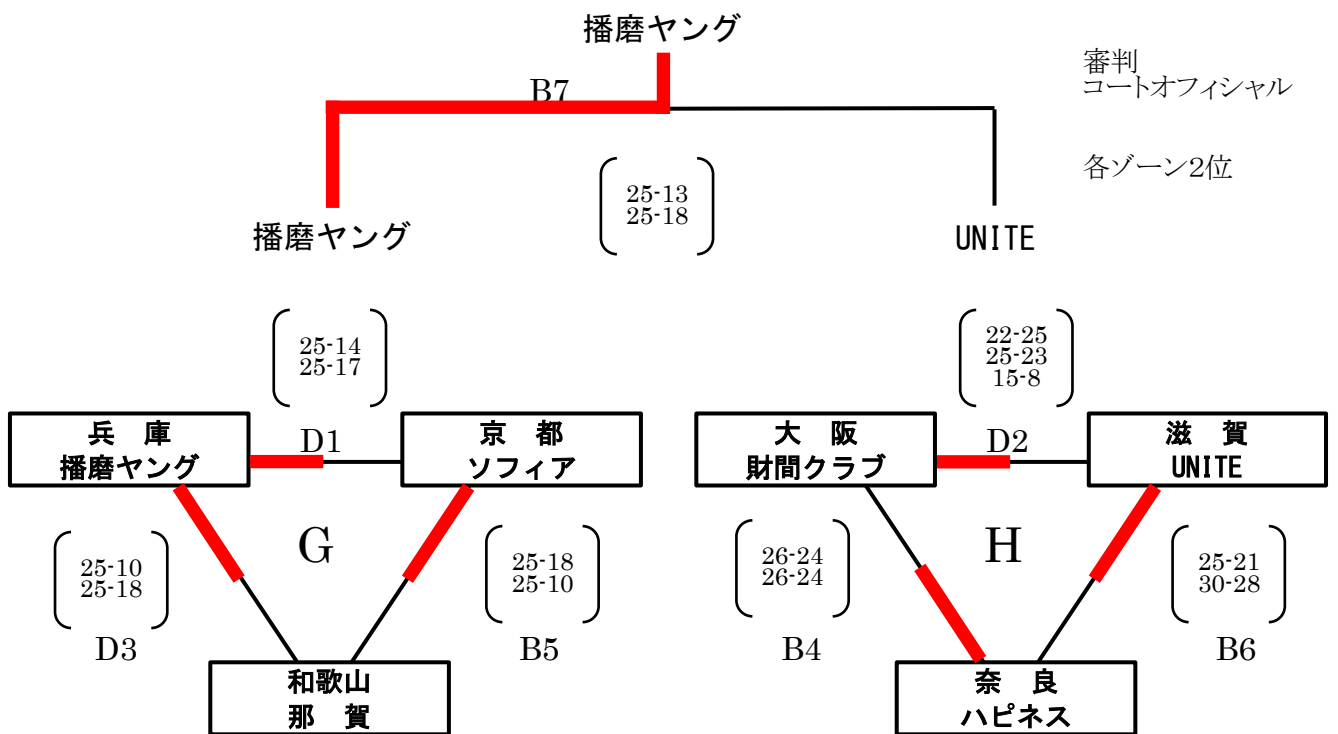 播磨ヤング
B7
審判
コートオフィシャル
各ゾーン2位
25-13
25-18
播磨ヤング
UNITE
25-14
25-17
22-25
25-23
15-8
兵　庫
播磨ヤング
D1
京　都
ソフィア
大　阪
財間クラブ
D2
滋　賀
UNITE
G
H
25-10
25-18
D3
25-18
25-10
B5
26-24
26-24
B4
25-21
30-28
B6
和歌山
那　賀
奈　良
ハピネス